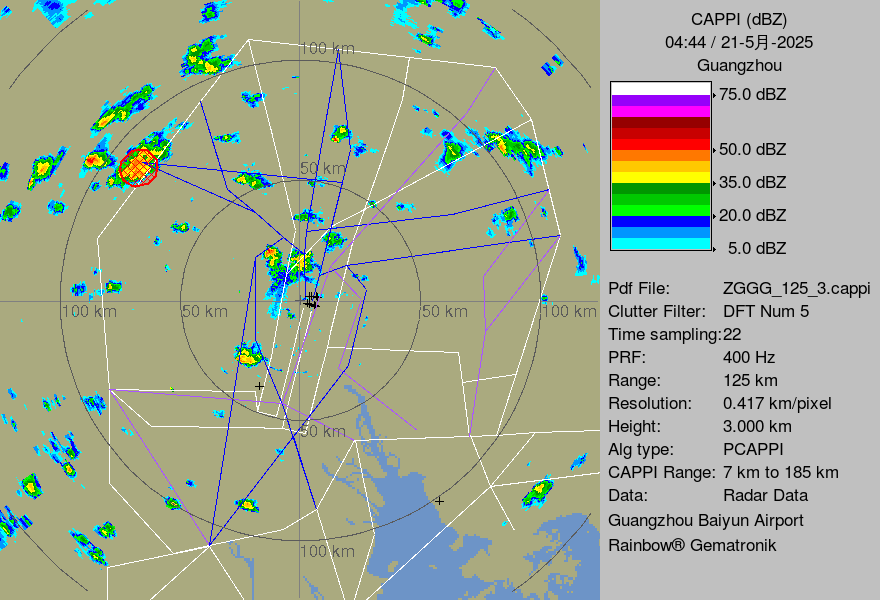 CAPPI (dBZ)
04:44 / 21-5月-2025
Guangzhou
75.0 dBZ
50.0 dBZ
35.0 dBZ
20.0 dBZ
5.0 dBZ
Pdf File: ZGGG_125_3.cappi
Clutter Filter: DFT Num 5
Time sampling:22
PRF: 400 Hz
Range: 125 km
Resolution: 0.417 km/pixel
Height: 3.000 km
Alg type: PCAPPI
CAPPI Range: 7 km to 185 km
Data: Radar Data
Guangzhou Baiyun Airport
Rainbow® Gematronik
100 km
50 km
100 km
50 km
50 km
100 km
50 km
100 km